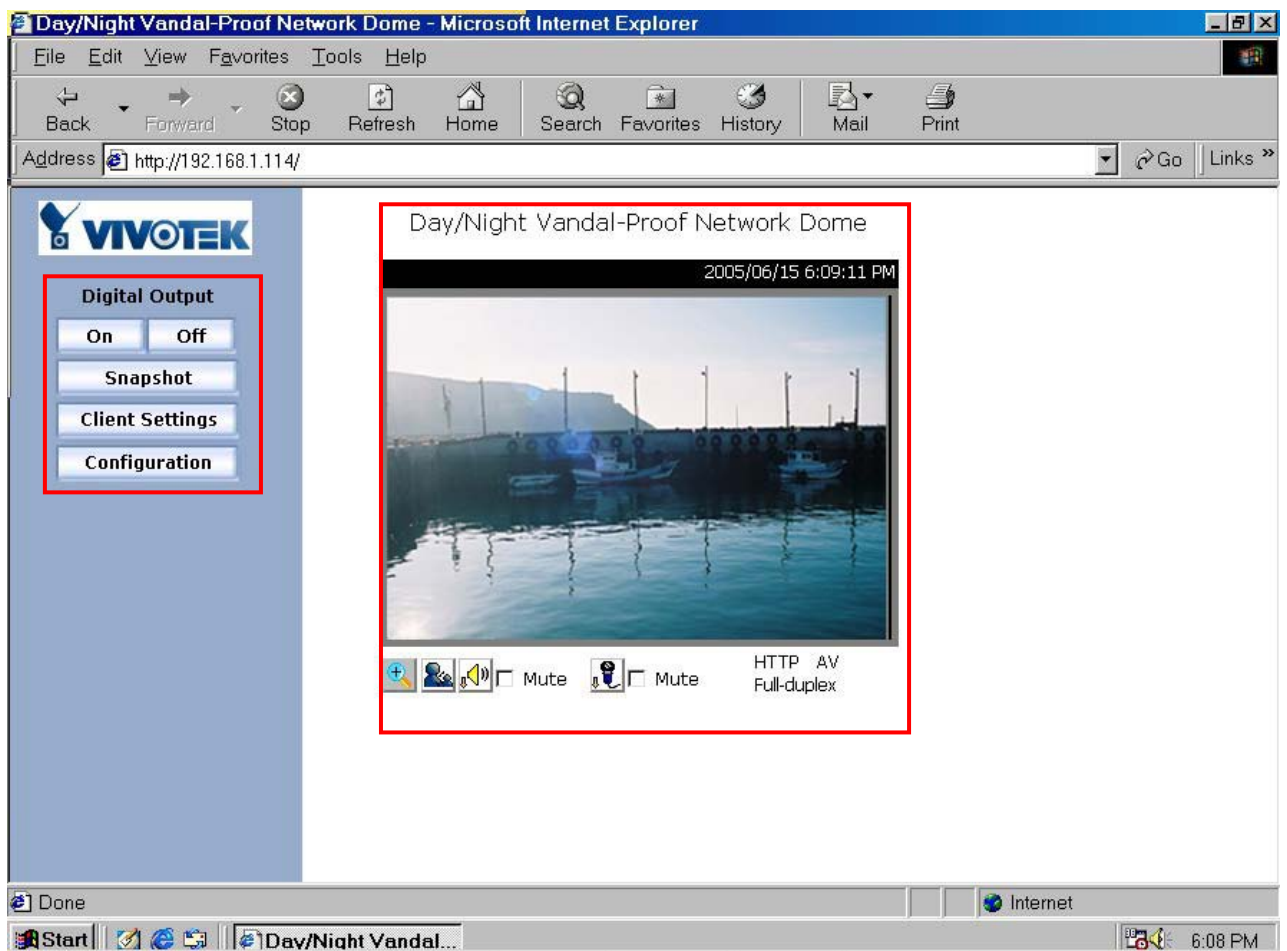 Day/Night Vandal-Proof Network Dome - Microsoft Internet Explorer
File Edit View Favorites Tools Help
Back Forward Stop Refresh Home Search Favorites History Mail Print
Address http://192.168.1.114/ Go Links »
VIVOTEK
Digital Output
On Off
Snapshot
Client Settings
Configuration
Day/Night Vandal-Proof Network Dome
2005/06/15 6:09:11 PM
Mute Mute
HTTP AV
Full-duplex
Done Internet
Start Day/Night Vandal... 6:08 PM